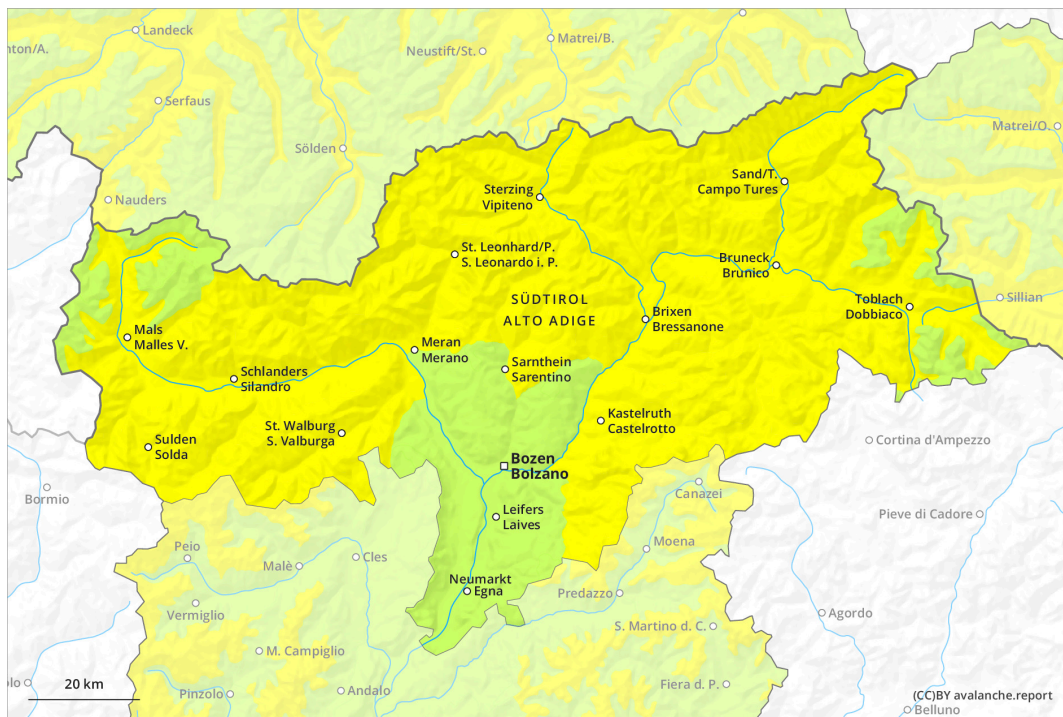 Landeck
Matrei/B.
nton/A.
Neustift/St.
Serfaus
Matrei/O.
Sölden
Sand/T.
Campo Tures
Sterzing
Vipiteno
Nauders
St. Leonhard/P.
S. Leonardo i. P.
Bruneck
Brunico
SÜDTIROL
ALTO ADIGE
Toblach
Dobbiaco
Sillian
Brixen
Bressanone
Mals
Malles V.
Meran
Merano
Sarnthein
Sarentino
Schlanders
Silandro
Kastelruth
Castelrotto
St. Walburg
S. Valburga
Sulden
Solda
Cortina d'Ampezzo
Bozen
Bolzano
Bormio
Canazei
Leifers
Laives
Pieve di Cadore
Moena
Peio
Cles
Malè
Neumarkt
Egna
Predazzo
Vermiglio
Agordo
S. Martino d. C.
M. Campiglio
20 km
olo
Pinzolo
Andalo
Fiera d. P.
(CC)BY avalanche.report
Belluno